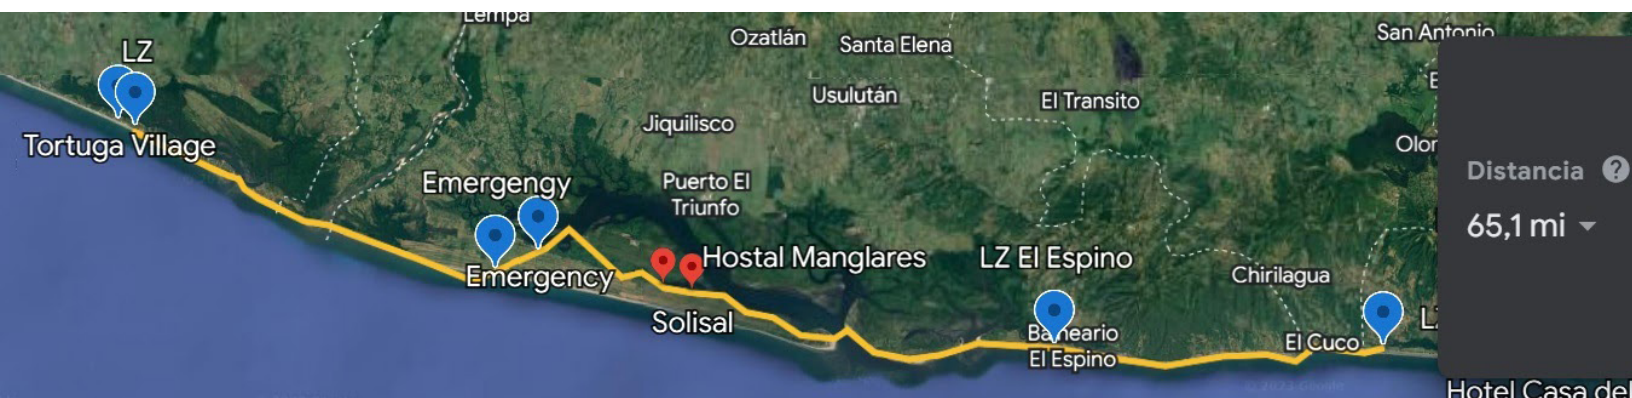 Lempa
LZ
Ozatlán
Santa Elena
San Antonio
Usulután
El Transito
Jiquilisco
Tortuga Village
Emergengy
Puerto El
Triunfo
Distancia
65,1 mi
Hostal Manglares
LZ El Espino
Chirilagua
Emergency
Solisal
Balneario
El Espino
El Cuco
Hotel Casa del